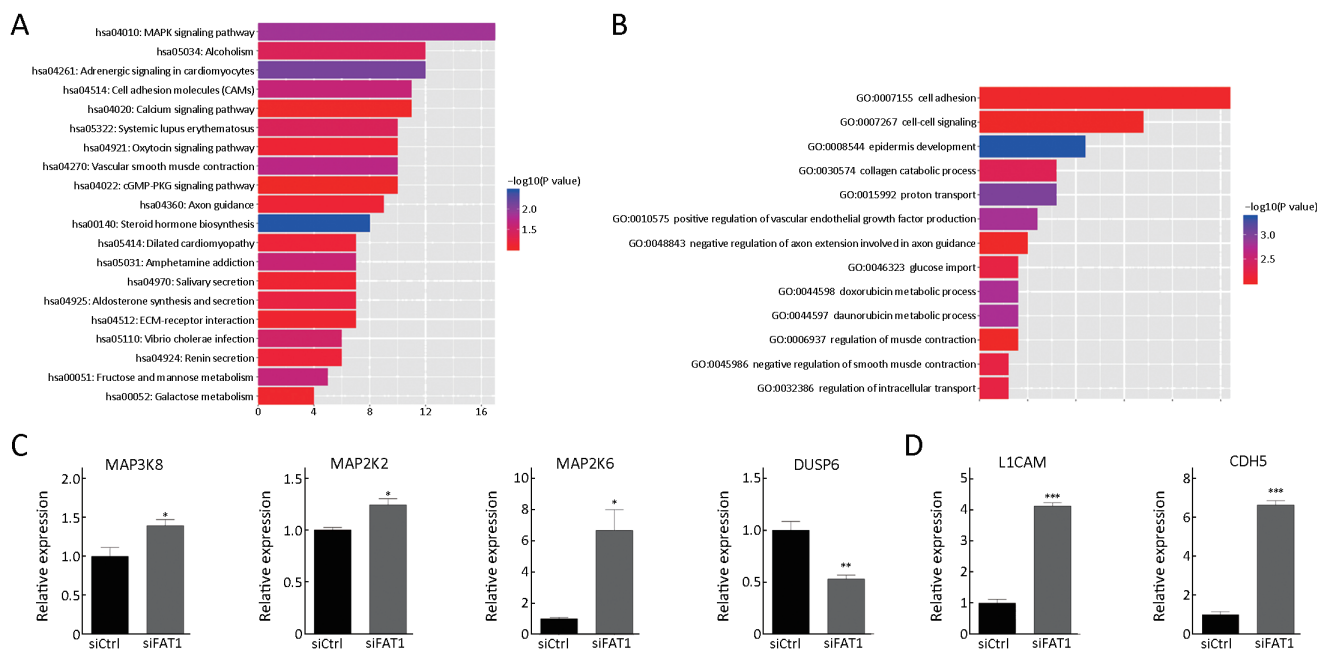 A
hsa04010: MAPK signaling pathway
hsa05034: Alcoholism
hsa04261: Adrenergic signaling in cardiomyocytes
hsa04514: Cell adhesion molecules (CAMs)
hsa04020: Calcium signaling pathway
hsa05322: Systemic lupus erythematosus
hsa04921: Oxytocin signaling pathway
hsa04270: Vascular smooth muscle contraction
hsa04022: cGMP-PKG signaling pathway
hsa04360: Axon guidance
hsa00140: Steroid hormone biosynthesis
hsa05414: Dilated cardiomyopathy
hsa05031: Amphetamine addiction
hsa04970: Salivary secretion
hsa04925: Aldosterone synthesis and secretion
hsa04512: ECM-receptor interaction
hsa05110: Vibrio cholerae infection
hsa04924: Renin secretion
hsa00051: Fructose and mannose metabolism
hsa00052: Galactose metabolism
0 4 8 12 16
−log10(P value)
2.0
1.5
B
GO:0007155 cell adhesion
GO:0007267 cell-cell signaling
GO:0008544 epidermis development
GO:0030574 collagen catabolic process
GO:0015992 proton transport
GO:0010575 positive regulation of vascular endothelial growth factor production
GO:0048843 negative regulation of axon extension involved in axon guidance
GO:0046323 glucose import
GO:0044598 doxorubicin metabolic process
GO:0044597 daunorubicin metabolic process
GO:0006937 regulation of muscle contraction
GO:0045986 negative regulation of smooth muscle contraction
GO:0032386 regulation of intracellular transport
−log10(P value)
3.0
2.5
C
MAP3K8
Relative expression
2.0
1.5
1.0
0.5
0
*
siCtrl siFAT1
MAP2K2
Relative expression
1.5
1.0
0.5
0
*
siCtrl siFAT1
MAP2K6
Relative expression
10
8
6
4
2
0
*
siCtrl siFAT1
DUSP6
Relative expression
1.5
1.0
0.5
0
**
siCtrl siFAT1
D
L1CAM
Relative expression
5
4
3
2
1
0
***
siCtrl siFAT1
CDH5
Relative expression
8
6
4
2
0
***
siCtrl siFAT1